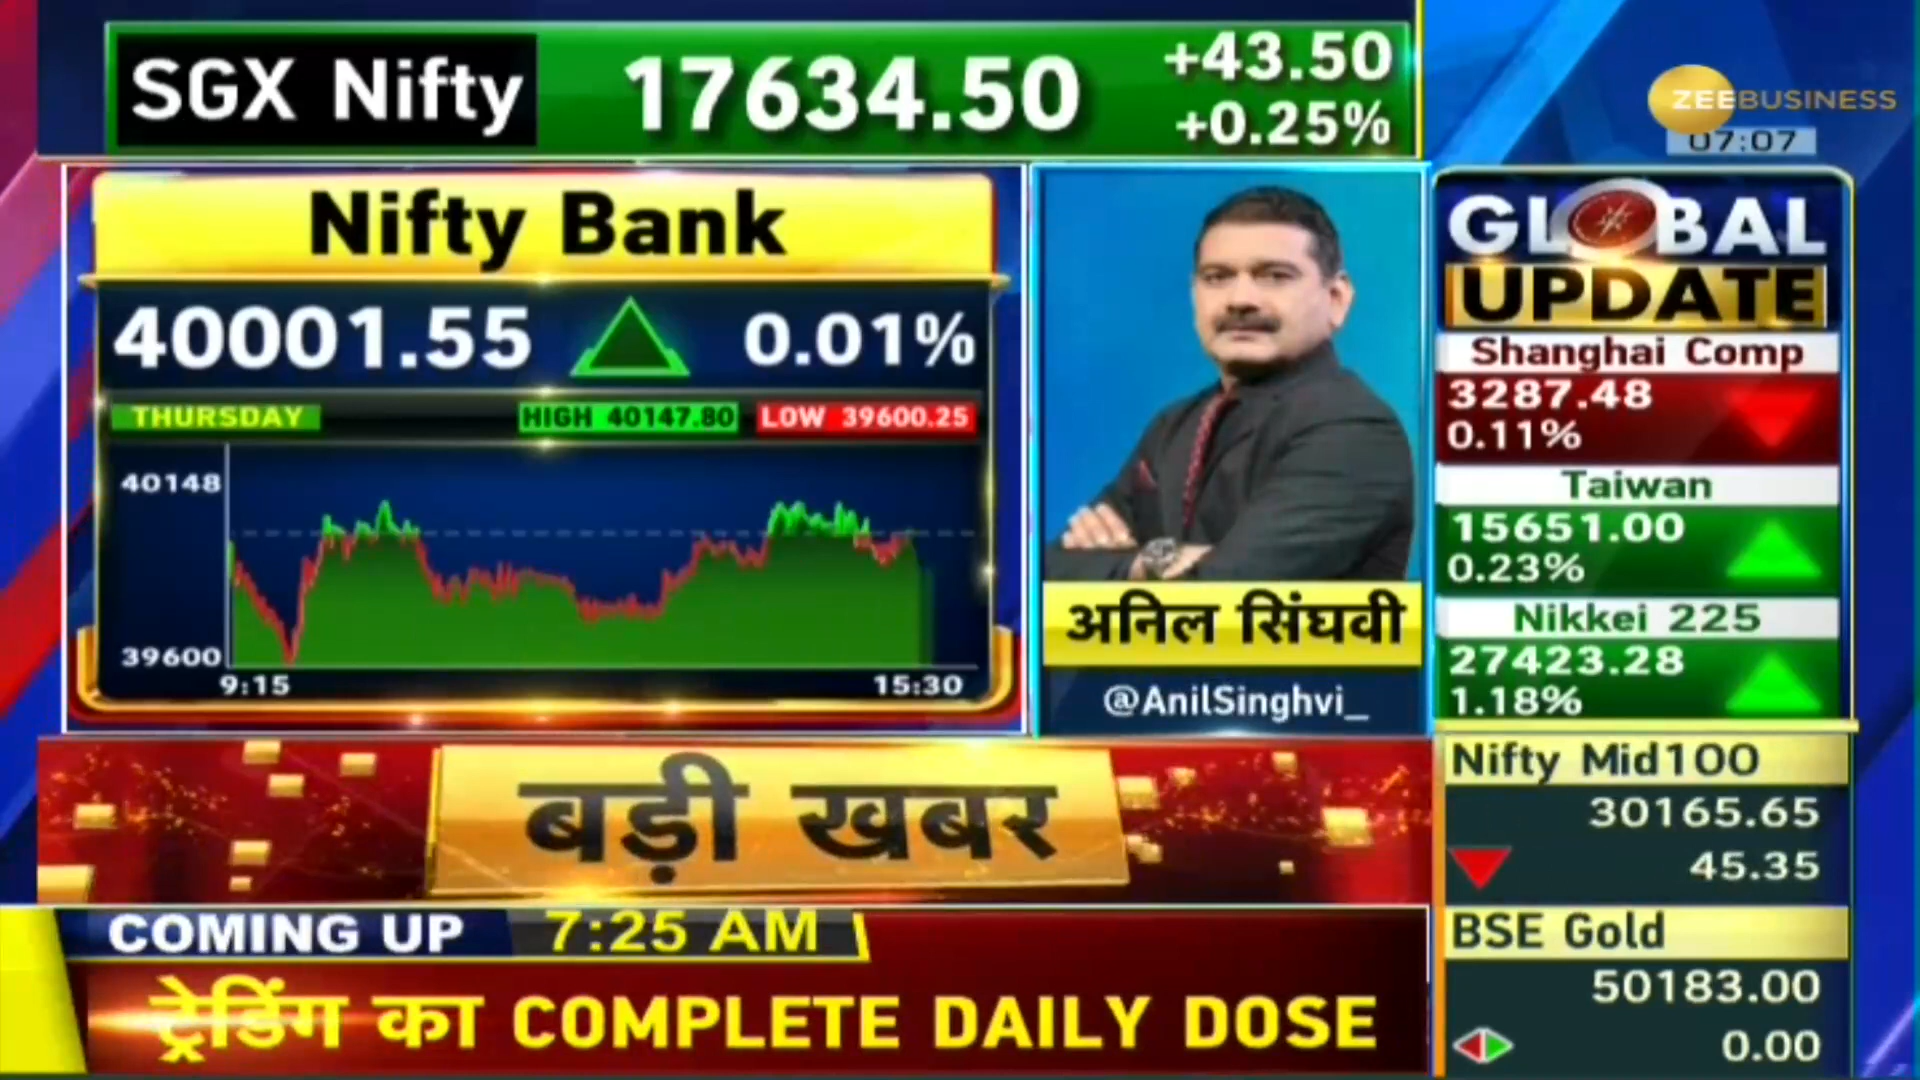 SGX Nifty
17634.50
+43.50
+0.25%
ZEEBUSINESS
07:07
Nifty Bank
40001.55 0.01%
THURSDAY HIGH 40147.80 LOW 39600.25
40148
39600
9:15 15:30
अनिल सिंघवी
@AnilSinghvi_
GLOBAL
UPDATE
Shanghai Comp
3287.48
0.11%
Taiwan
15651.00
0.23%
Nikkei 225
27423.28
1.18%
Nifty Mid100
30165.65
45.35
BSE Gold
50183.00
0.00
बड़ी खबर
COMING UP 7:25 AM
ट्रेडिंग का COMPLETE DAILY DOSE